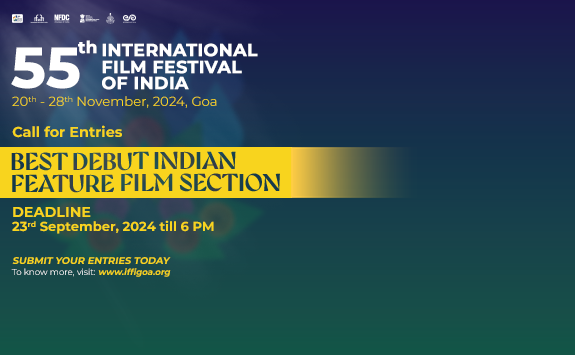 NFDC
55th INTERNATIONAL
FILM FESTIVAL
OF INDIA
20th - 28th November, 2024, Goa
Call for Entries
BEST DEBUT INDIAN
FEATURE FILM SECTION
DEADLINE
23rd September, 2024 till 6 PM
SUBMIT YOUR ENTRIES TODAY
To know more, visit: www.iffigoa.org